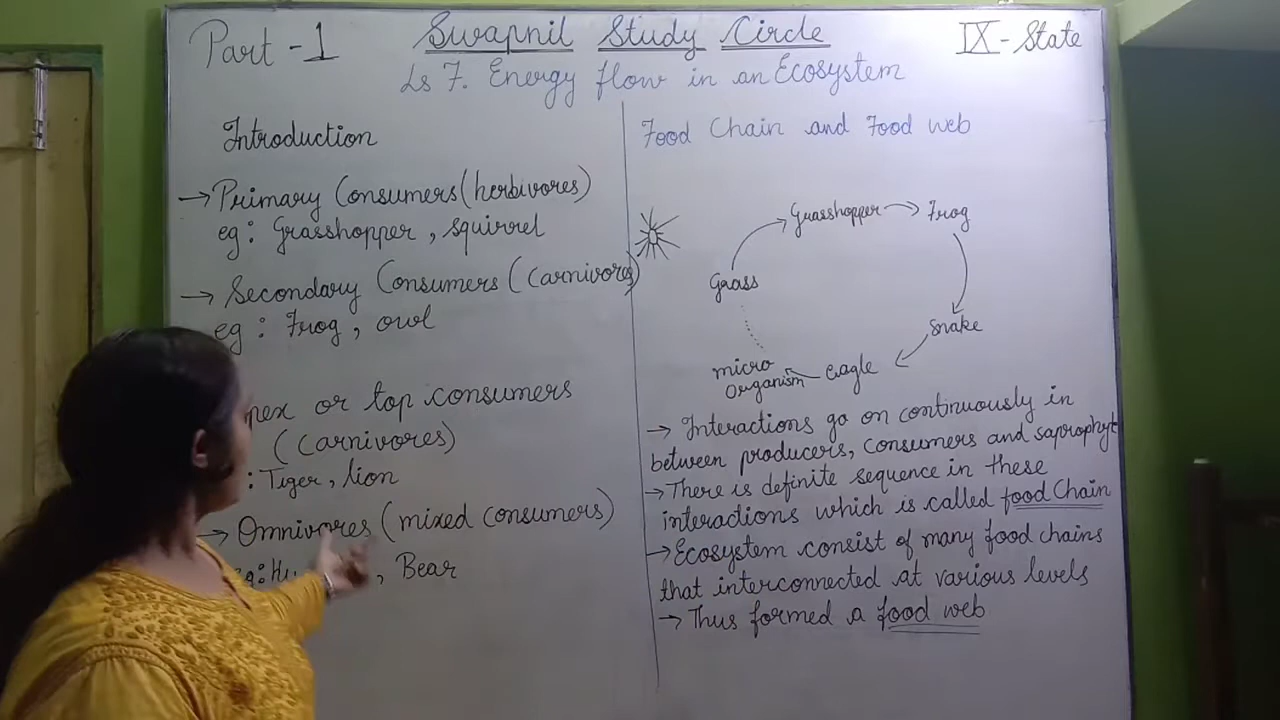 Part -1
Swapnil Study Circle
IX - State
Ls 7. Energy flow in an Ecosystem
Introduction
→ Primary Consumers (herbivores)
eg : Grasshopper , squirrel
→ Secondary Consumers (Carnivores)
eg : Frog , owl
pex or top consumers
(Carnivores)
: Tiger , lion
→ Omnivores (mixed consumers)
eg: Hu , Bear
Food Chain and Food web
Grasshopper → Frog
Grass
Snake
micro
Organism
eagle
→ Interactions go on continuously in
between producers, Consumers and saprophyt
→ There is definite sequence in these
interactions which is called food Chain
→ Ecosystem consist of many food chains
that interconnected at various levels
→ Thus formed a food web